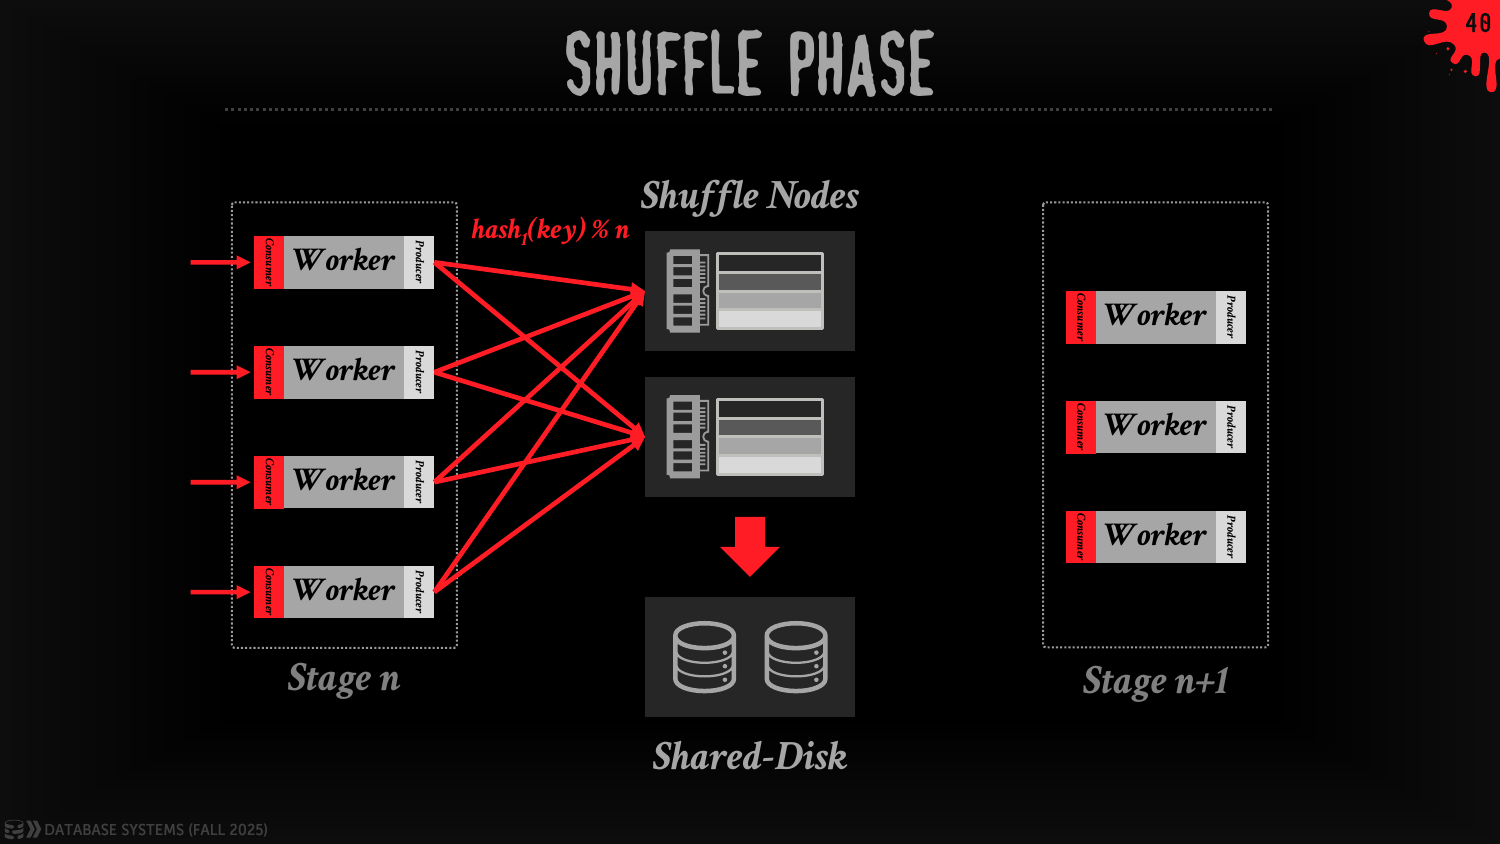 40
SHUFFLE PHASE
Shuffle Nodes
hash1(key) % n
Consumer Worker Producer
Consumer Worker Producer
Consumer Worker Producer
Consumer Worker Producer
Stage n
Consumer Worker Producer
Consumer Worker Producer
Consumer Worker Producer
Stage n+1
Shared-Disk
DATABASE SYSTEMS (FALL 2025)